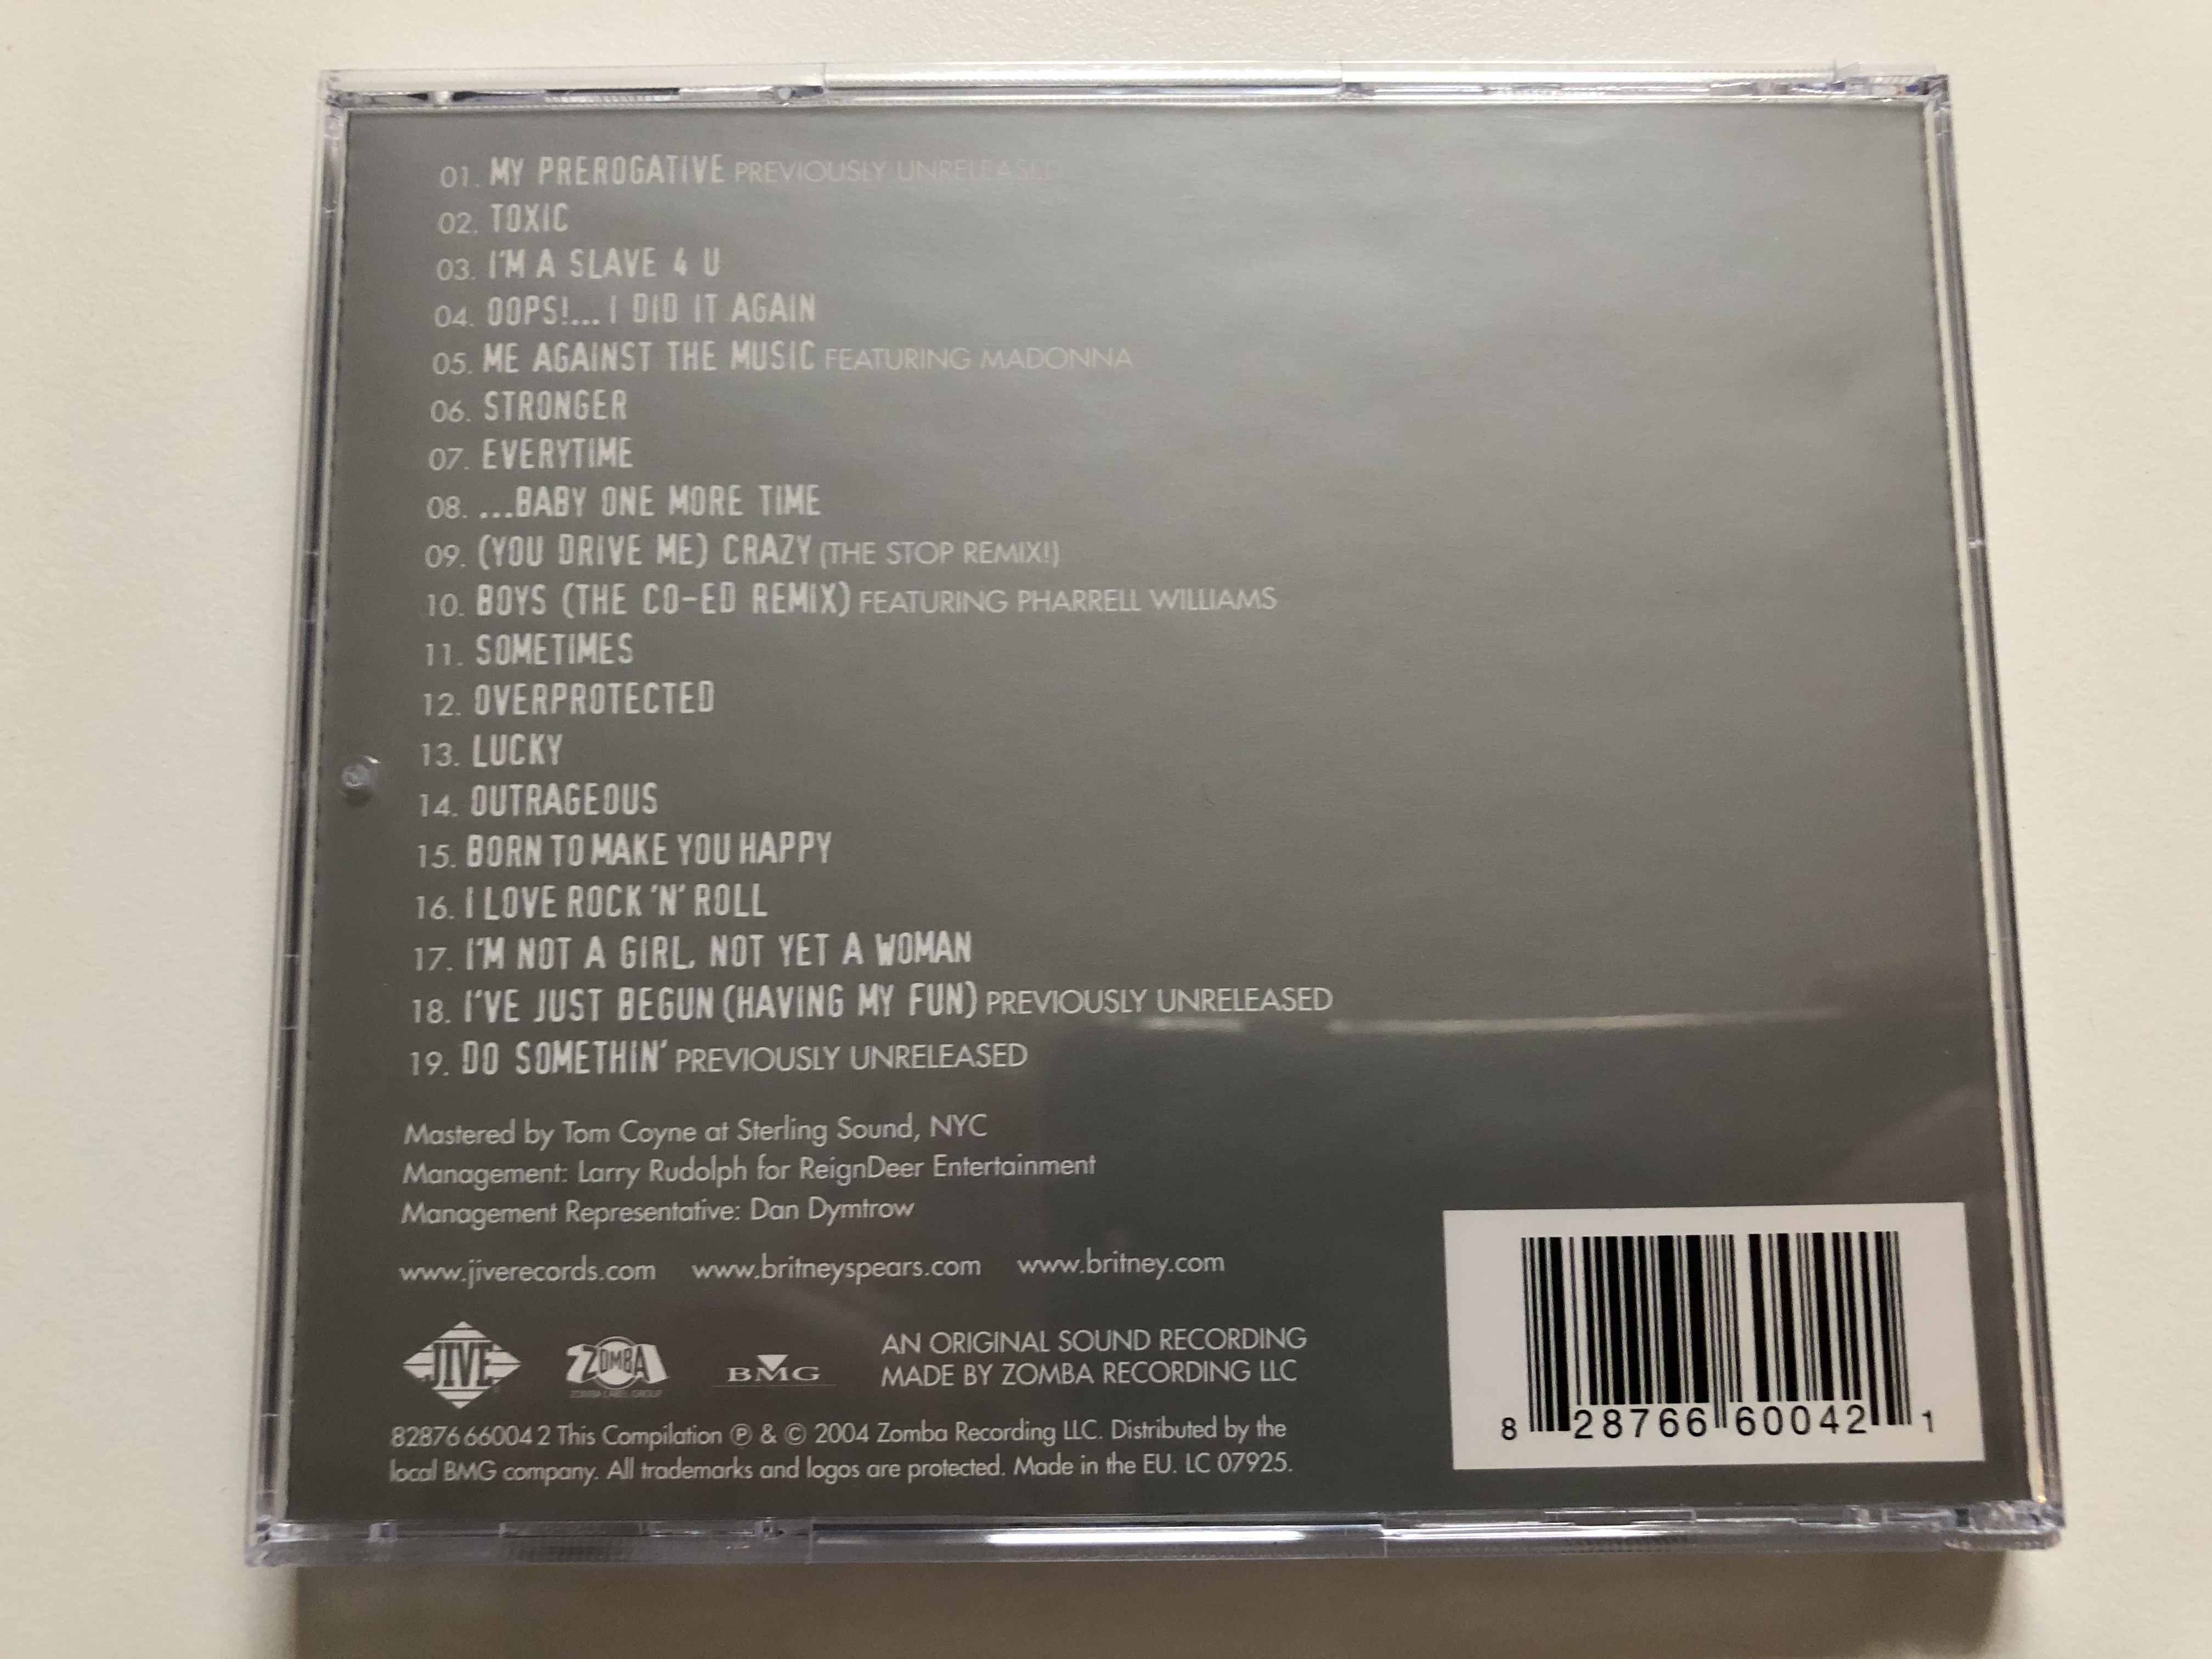 01. MY PREROGATIVE PREVIOUSLY UNRELEASED
02. TOXIC
03. I'M A SLAVE 4 U
04. OOPS!... I DID IT AGAIN
05. ME AGAINST THE MUSIC FEATURING MADONNA
06. STRONGER
07. EVERYTIME
08. ...BABY ONE MORE TIME
09. (YOU DRIVE ME) CRAZY (THE STOP REMIX!)
10. BOYS (THE CO-ED REMIX) FEATURING PHARRELL WILLIAMS
11. SOMETIMES
12. OVERPROTECTED
13. LUCKY
14. OUTRAGEOUS
15. BORN TO MAKE YOU HAPPY
16. I LOVE ROCK 'N' ROLL
17. I'M NOT A GIRL, NOT YET A WOMAN
18. I'VE JUST BEGUN (HAVING MY FUN) PREVIOUSLY UNRELEASED
19. DO SOMETHIN' PREVIOUSLY UNRELEASED
Mastered by Tom Coyne at Sterling Sound, NYC
Management: Larry Rudolph for ReignDeer Entertainment
Management Representative: Dan Dymtrow
www.jiverecords.com www.britneyspears.com www.britney.com
JIVE
ZOMBA
ZOMBA LABEL GROUP
BMG
AN ORIGINAL SOUND RECORDING
MADE BY ZOMBA RECORDING LLC
82876 66004 2 This Compilation ℗ & © 2004 Zomba Recording LLC. Distributed by the
local BMG company. All trademarks and logos are protected. Made in the EU. LC 07925.
8 28766 60042 1